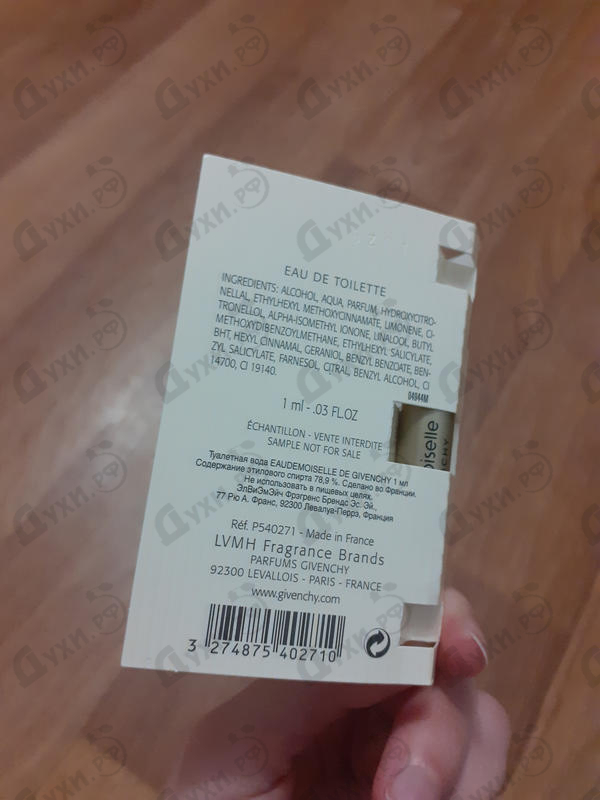 EAU DE TOILETTE
INGREDIENTS: ALCOHOL, AQUA, PARFUM, HYDROXYCITRO-
NELLAL, ETHYLHEXYL METHOXYCINNAMATE, LIMONENE, CI-
TRONELLOL, ALPHA-ISOMETHYL IONONE, LINALOOL, BUTYL
METHOXYDIBENZOYLMETHANE, ETHYLHEXYL SALICYLATE,
BHT, HEXYL CINNAMAL, GERANIOL, BENZYL BENZOATE, BEN-
ZYL SALICYLATE, FARNESOL, CITRAL, BENZYL ALCOHOL, CI
14700, CI 19140.
04944M
1 ml - .03 FL.OZ
ÉCHANTILLON - VENTE INTERDITE
SAMPLE NOT FOR SALE
oiselle
CHY
Туалетная вода EAUDEMOISELLE DE GIVENCHY 1 мл
Содержание этилового спирта 78,9 %. Сделано во Франции.
Не использовать в пищевых целях.
ЭлВиЭмЭйч Фрэгренс Брендс Эс. Эй.,
77 Рю А. Франс, 92300 Левалуа-Перрэ, Франция
Réf. P540271 - Made in France
LVMH Fragrance Brands
PARFUMS GIVENCHY
92300 LEVALLOIS - PARIS - FRANCE
www.givenchy.com
3 274875 402710
Духи.РФ